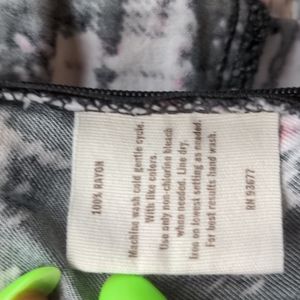 100% RAYON
Machine wash cold gentle cycle.
With like colors.
Use only non-chlorine bleach
when needed. Line dry.
Iron on lowest setting as needed.
For best results hand wash.
RN 53677